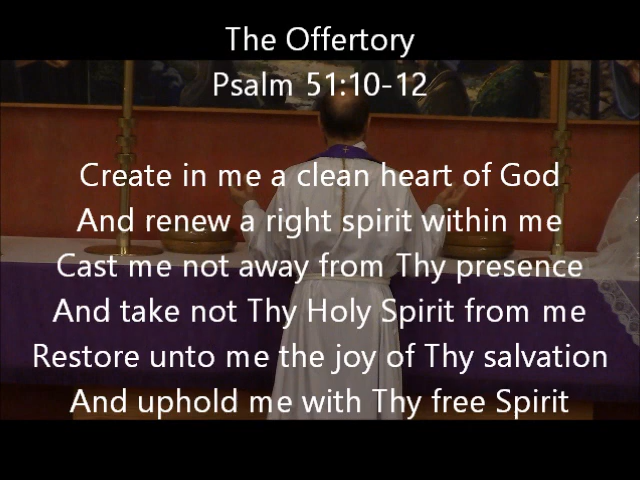 The Offertory
Psalm 51:10-12
Create in me a clean heart of God
And renew a right spirit within me
Cast me not away from Thy presence
And take not Thy Holy Spirit from me
Restore unto me the joy of Thy salvation
And uphold me with Thy free Spirit